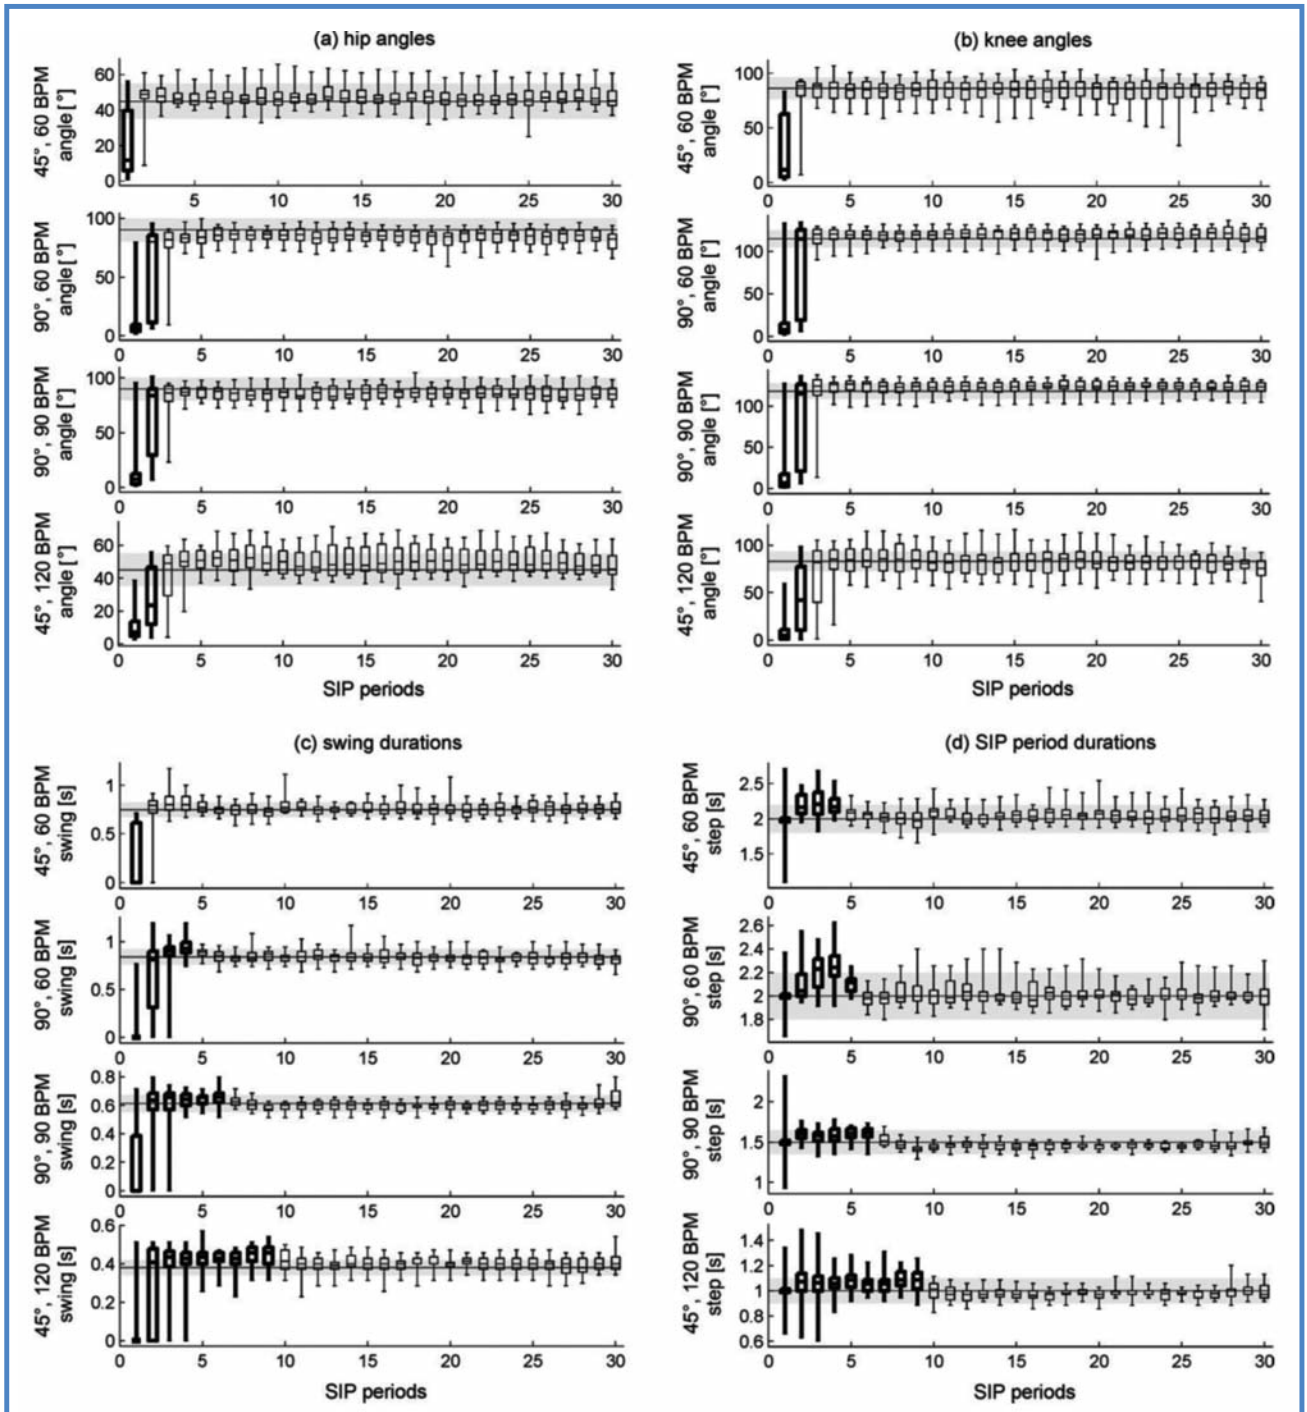 (a) hip angles
45°, 60 BPM
angle [°]
60
40
20
0
5 10 15 20 25 30
90°, 60 BPM
angle [°]
100
50
0
0 5 10 15 20 25 30
90°, 90 BPM
angle [°]
100
50
0
0 5 10 15 20 25 30
45°, 120 BPM
angle [°]
60
40
20
0
0 5 10 15 20 25 30
SIP periods
(b) knee angles
45°, 60 BPM
angle [°]
100
50
0
0 5 10 15 20 25 30
90°, 60 BPM
angle [°]
100
50
0
0 5 10 15 20 25 30
90°, 90 BPM
angle [°]
100
50
0
0 5 10 15 20 25 30
45°, 120 BPM
angle [°]
100
50
0
0 5 10 15 20 25 30
SIP periods
(c) swing durations
45°, 60 BPM
swing [s]
1
0.5
0
0 5 10 15 20 25 30
90°, 60 BPM
swing [s]
1
0.5
0
0 5 10 15 20 25 30
90°, 90 BPM
swing [s]
0.8
0.6
0.4
0.2
0
0 5 10 15 20 25 30
45°, 120 BPM
swing [s]
0.6
0.4
0.2
0
0 5 10 15 20 25 30
SIP periods
(d) SIP period durations
45°, 60 BPM
step [s]
2.5
2
1.5
0 5 10 15 20 25 30
90°, 60 BPM
step [s]
2.6
2.4
2.2
2
1.8
0 5 10 15 20 25 30
90°, 90 BPM
step [s]
2
1.5
1
0 5 10 15 20 25 30
45°, 120 BPM
step [s]
1.4
1.2
1
0.8
0.6
0 5 10 15 20 25 30
SIP periods